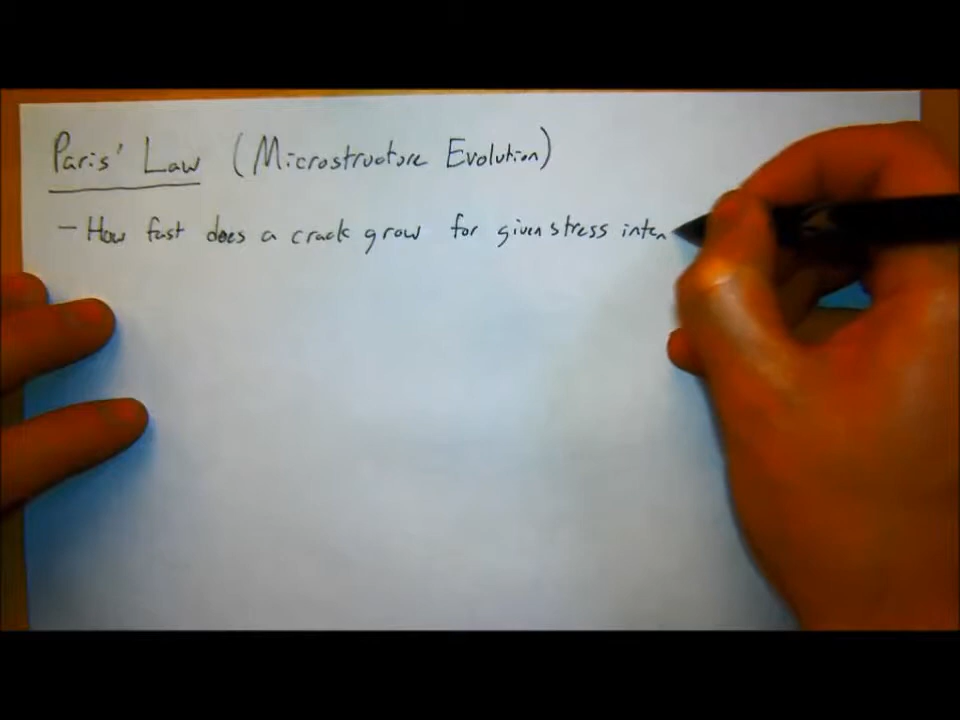 Paris' Law (Microstructure Evolution)
- How fast does a crack grow for given stress inten